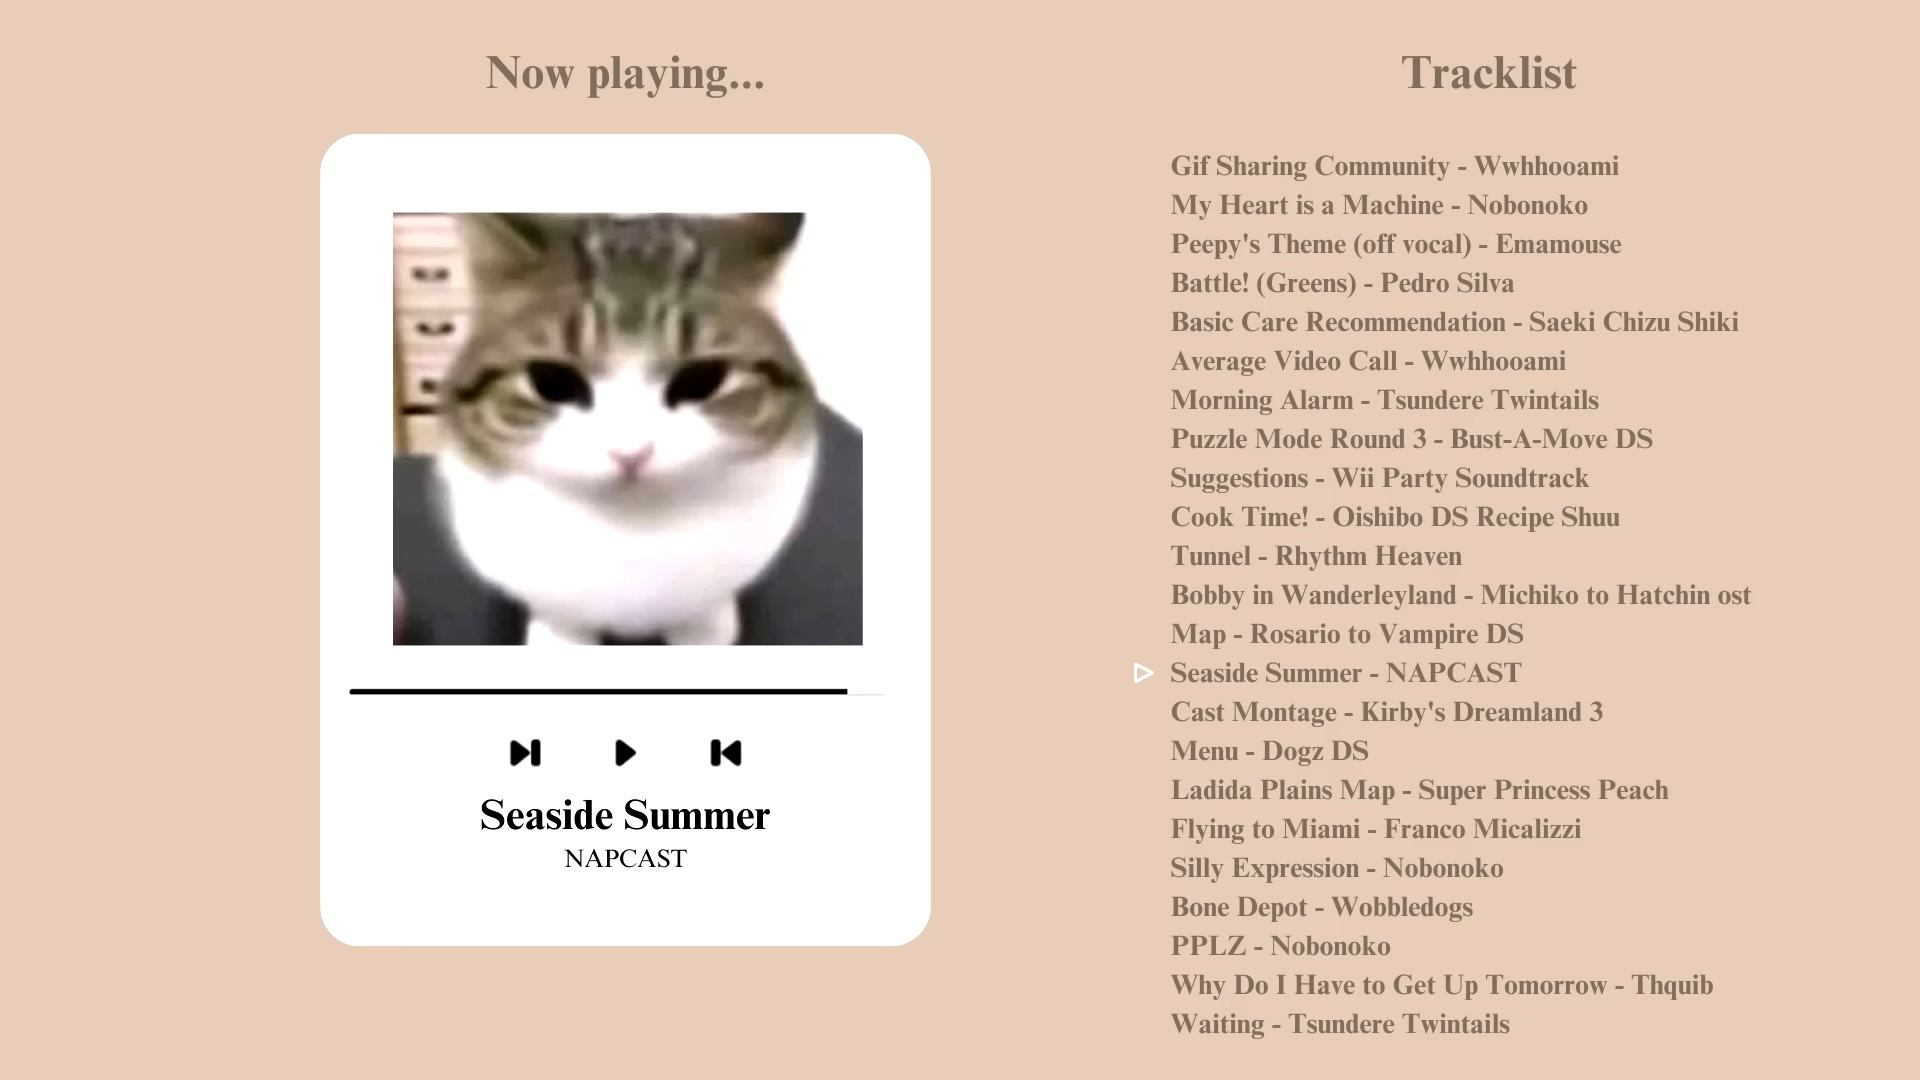 Now playing...
Seaside Summer
NAPCAST
Tracklist
Gif Sharing Community - Wwhhooami
My Heart is a Machine - Nobonoko
Peepy's Theme (off vocal) - Emamouse
Battle! (Greens) - Pedro Silva
Basic Care Recommendation - Saeki Chizu Shiki
Average Video Call - Wwhhooami
Morning Alarm - Tsundere Twintails
Puzzle Mode Round 3 - Bust-A-Move DS
Suggestions - Wii Party Soundtrack
Cook Time! - Oishibo DS Recipe Shuu
Tunnel - Rhythm Heaven
Bobby in Wanderleyland - Michiko to Hatchin ost
Map - Rosario to Vampire DS
Seaside Summer - NAPCAST
Cast Montage - Kirby's Dreamland 3
Menu - Dogz DS
Ladida Plains Map - Super Princess Peach
Flying to Miami - Franco Micalizzi
Silly Expression - Nobonoko
Bone Depot - Wobbledogs
PPLZ - Nobonoko
Why Do I Have to Get Up Tomorrow - Thquib
Waiting - Tsundere Twintails